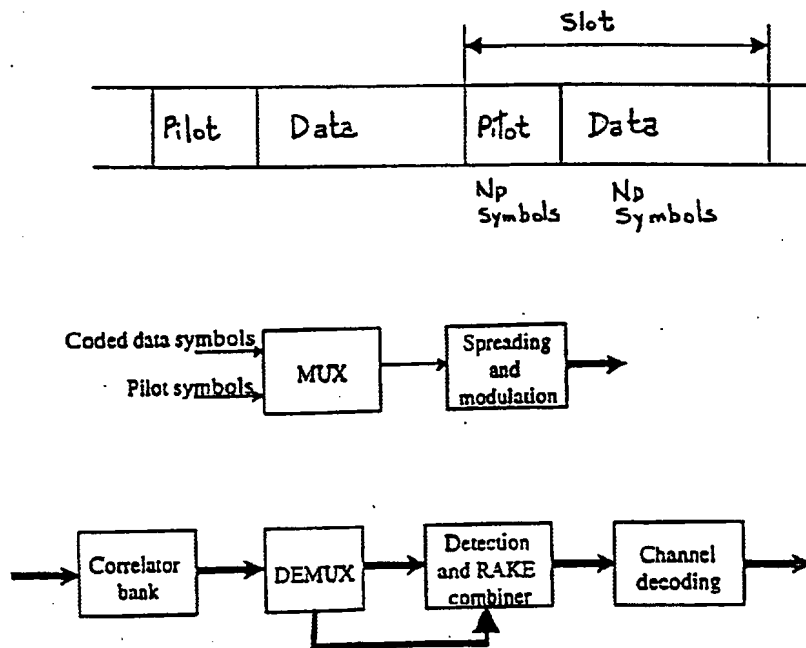 Slot
Pilot Data Pilot Data
Np ND
Symbols Symbols
Coded data symbols
Pilot symbols
MUX
Spreading
and
modulation
Correlator
bank
DEMUX
Detection
and RAKE
combiner
Channel
decoding